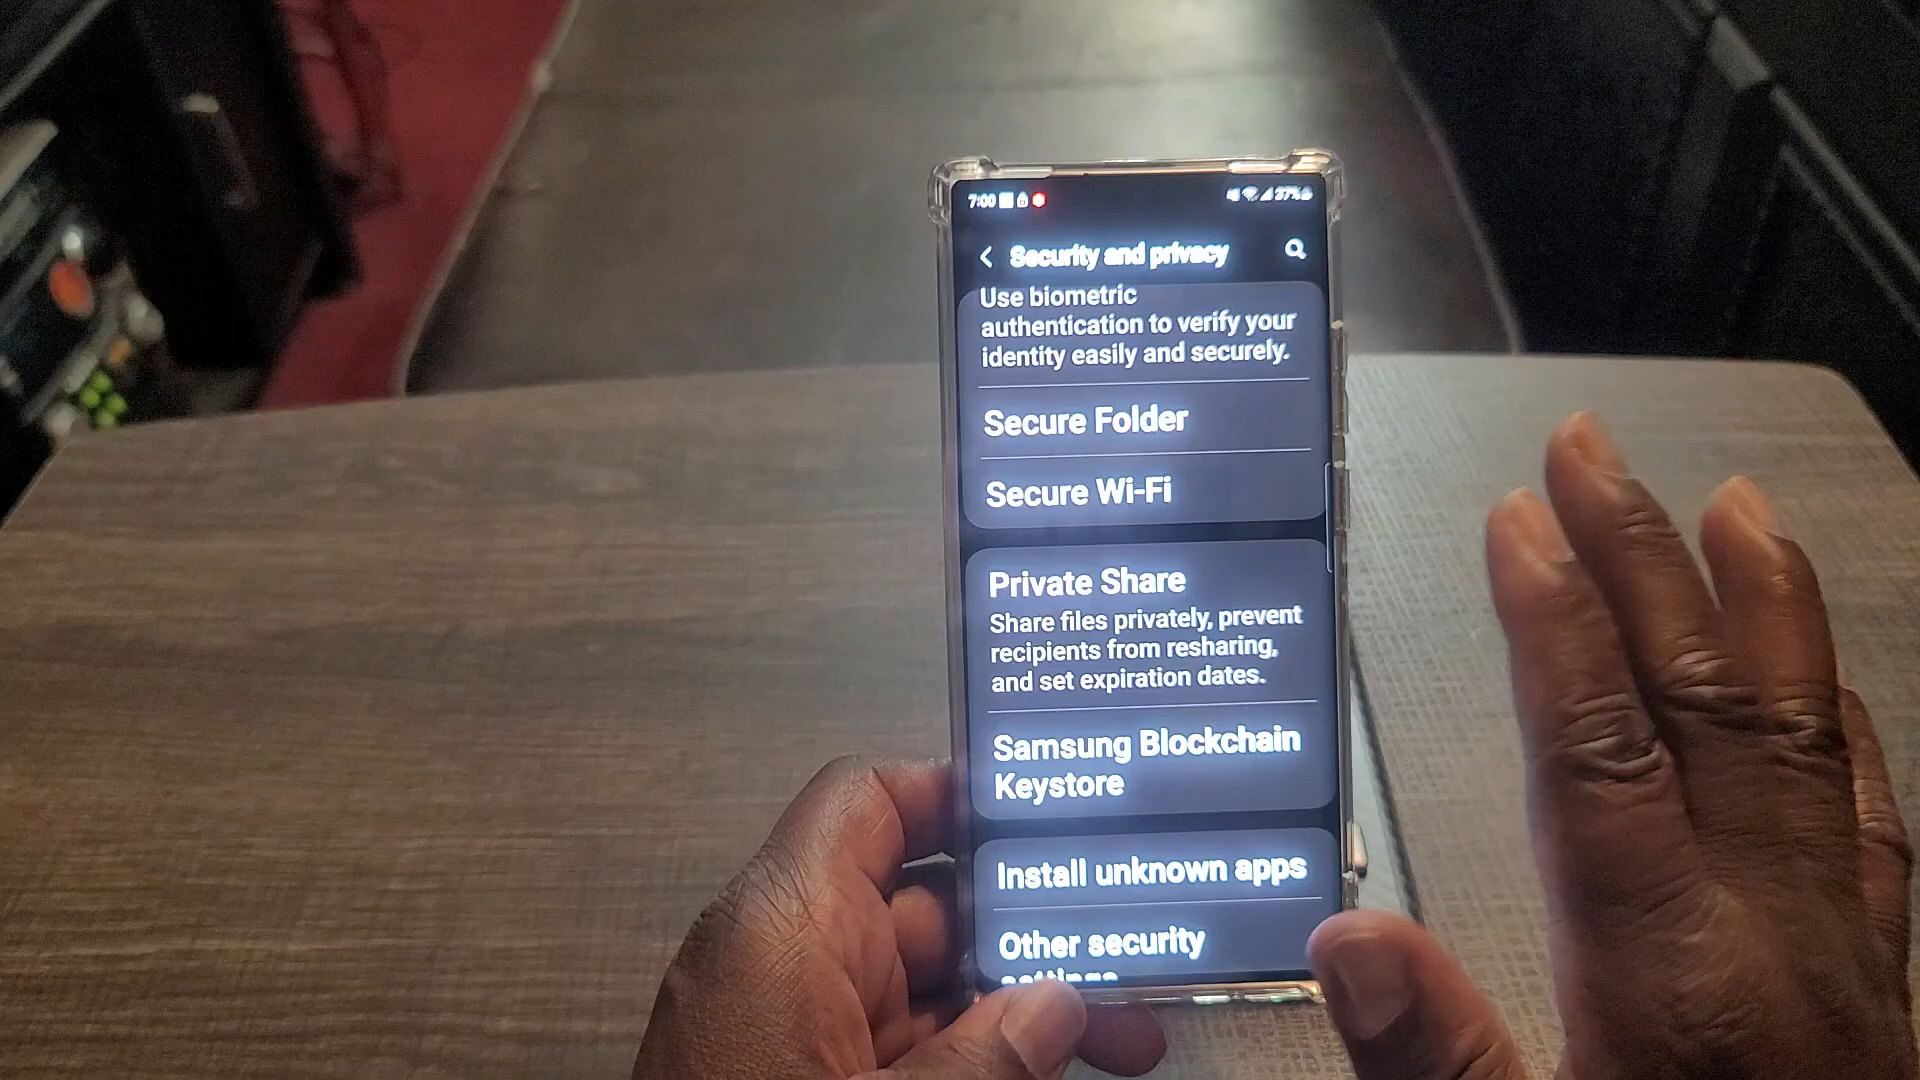 7:00
37%
Security and privacy
Use biometric
authentication to verify your
identity easily and securely.
Secure Folder
Secure Wi-Fi
Private Share
Share files privately, prevent
recipients from resharing,
and set expiration dates.
Samsung Blockchain
Keystore
Install unknown apps
Other security
settings